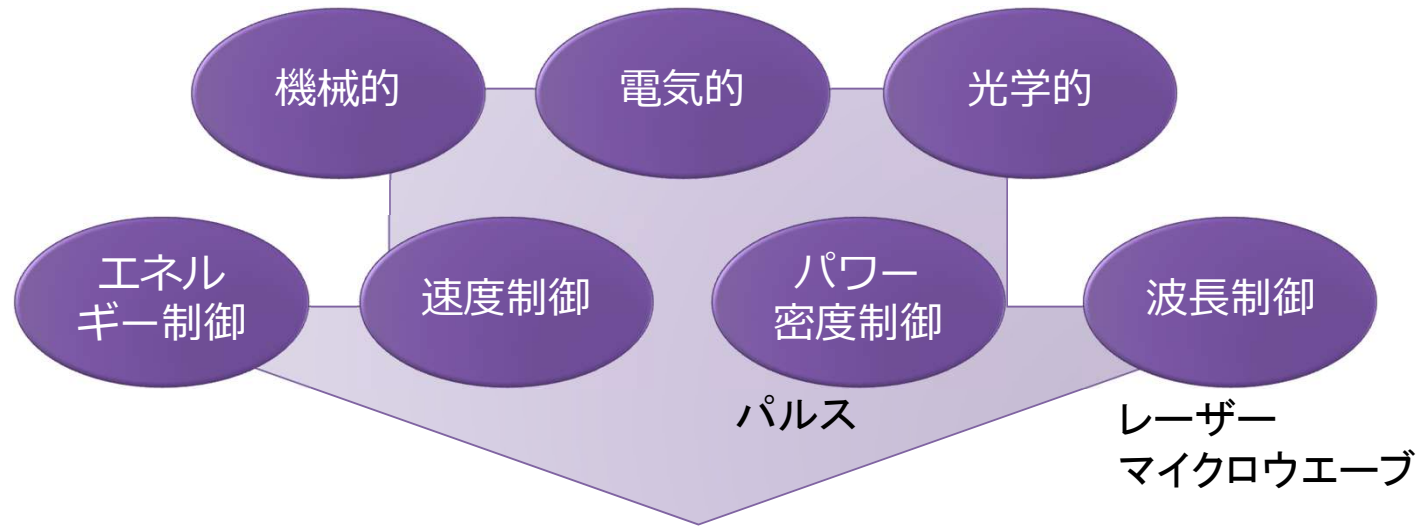 機械的
電気的
光学的
エネル
ギー制御
速度制御
パワー
密度制御
波長制御
パルス
レーザー
マイクロウエーブ